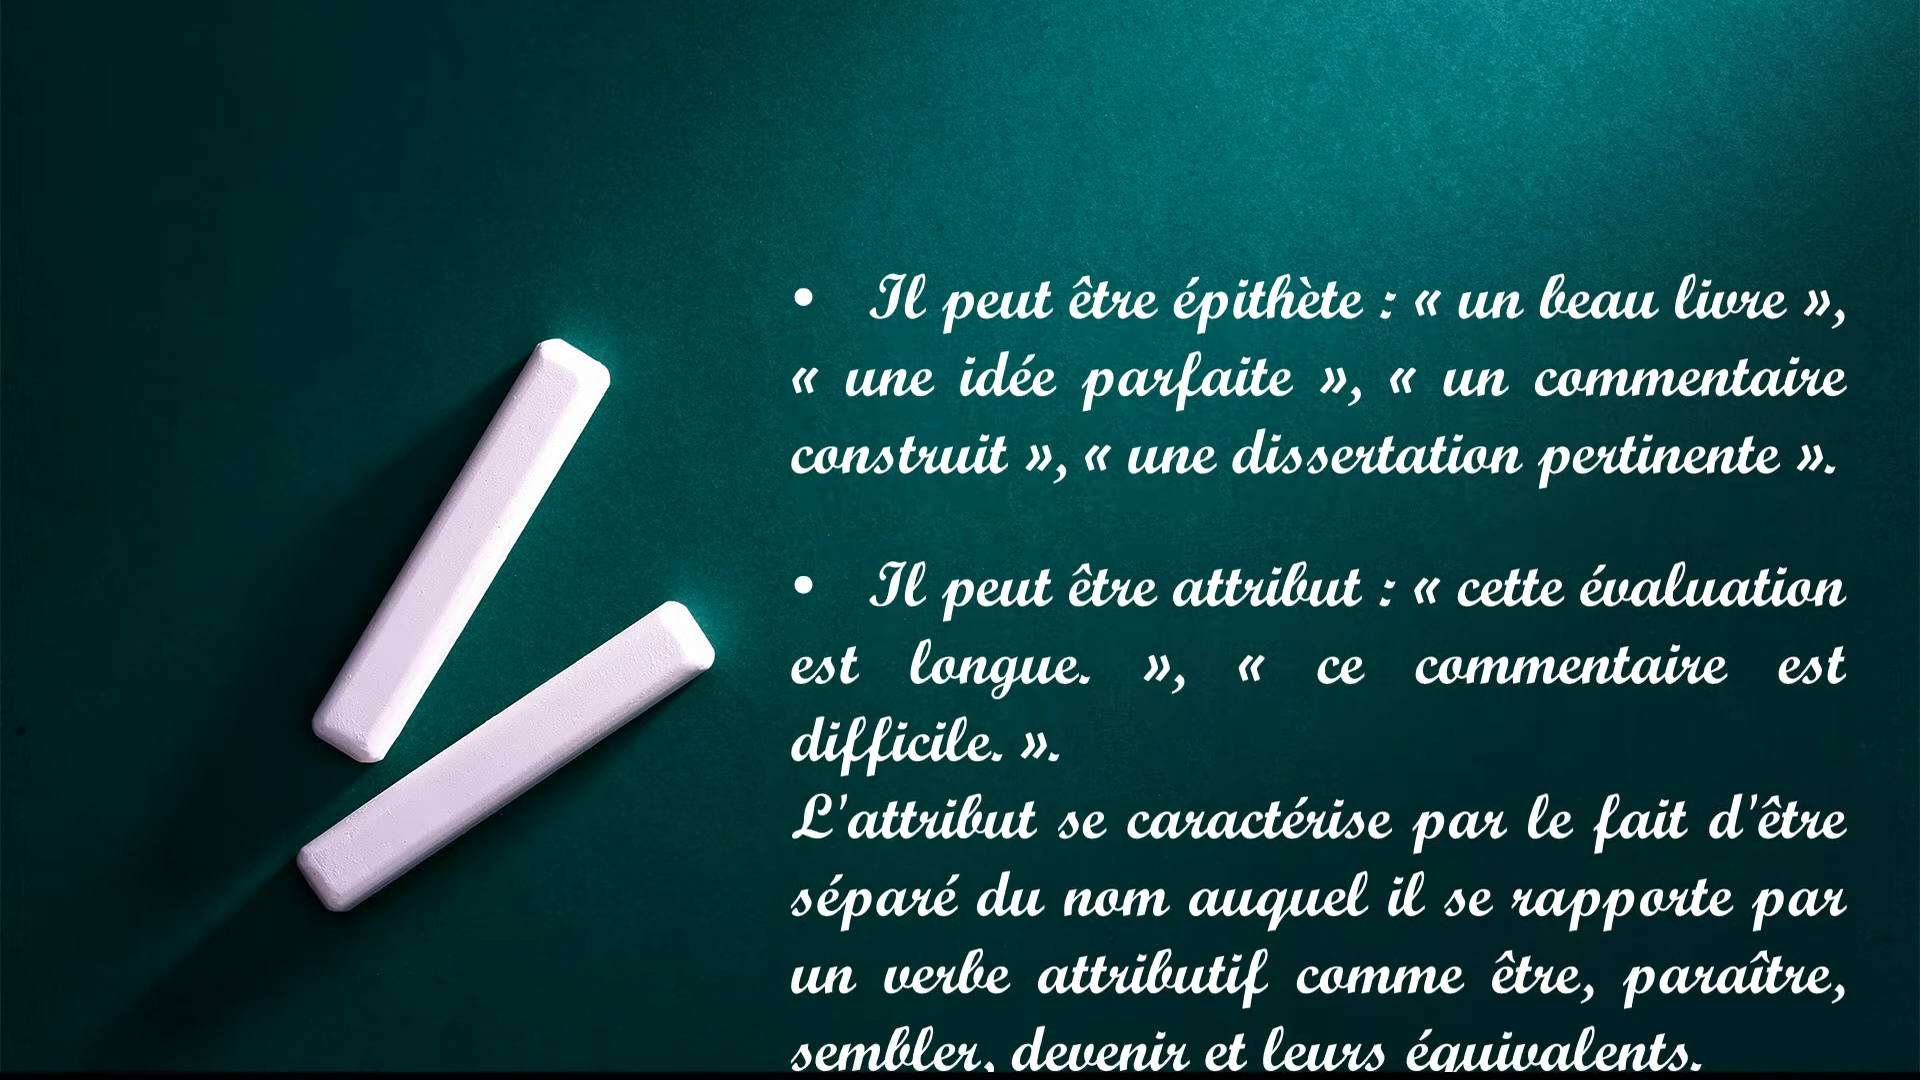 • Il peut être épithète : « un beau livre »,
« une idée parfaite », « un commentaire
construit », « une dissertation pertinente ».
• Il peut être attribut : « cette évaluation
est longue. », « ce commentaire est
difficile. ».
L'attribut se caractérise par le fait d'être
séparé du nom auquel il se rapporte par
un verbe attributif comme être, paraître,
sembler, devenir et leurs équivalents.